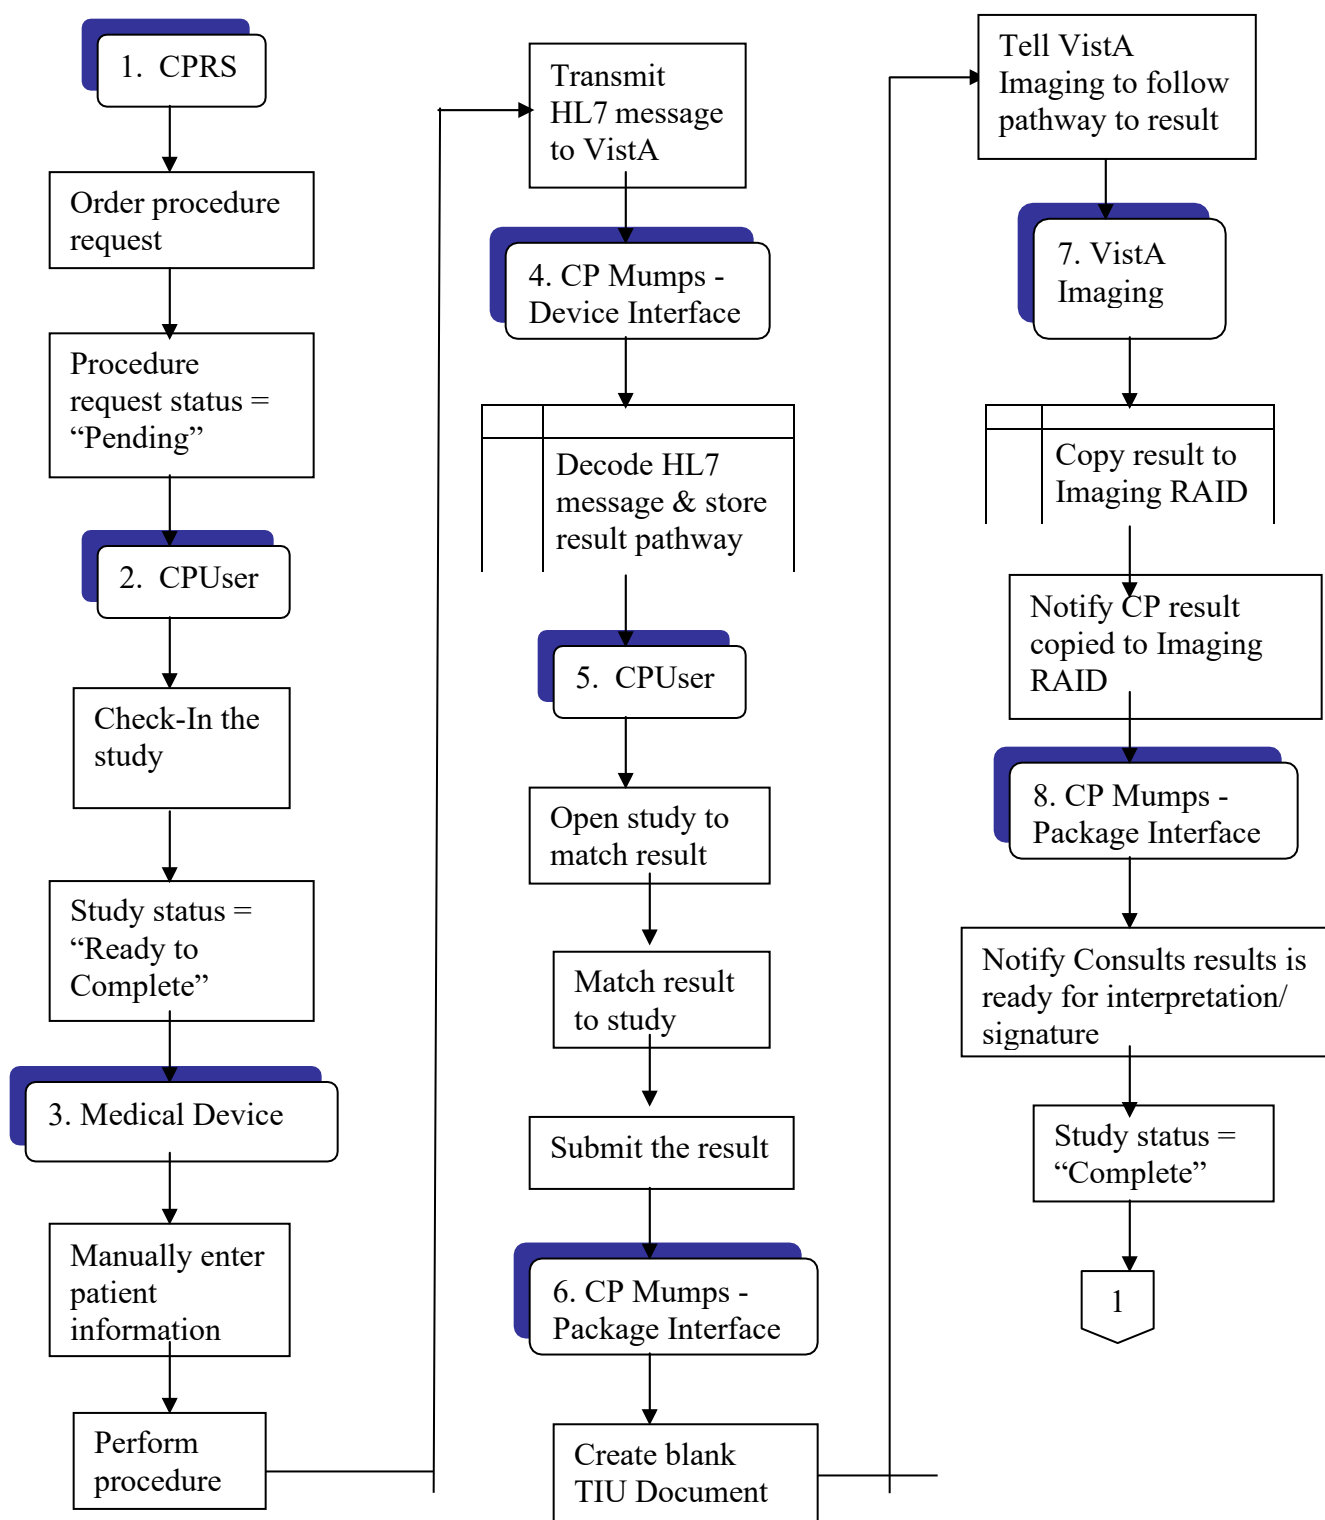 1. CPRS
Order procedure
request
Procedure
request status =
“Pending”
2. CPUser
Check-In the
study
Study status =
“Ready to
Complete”
3. Medical Device
Manually enter
patient
information
Perform
procedure
Transmit
HL7 message
to VistA
4. CP Mumps -
Device Interface
Decode HL7
message & store
result pathway
5. CPUser
Open study to
match result
Match result
to study
Submit the result
6. CP Mumps -
Package Interface
Create blank
TIU Document
Tell VistA
Imaging to follow
pathway to result
7. VistA
Imaging
Copy result to
Imaging RAID
Notify CP result
copied to Imaging
RAID
8. CP Mumps -
Package Interface
Notify Consults results is
ready for interpretation/
signature
Study status =
“Complete”
1